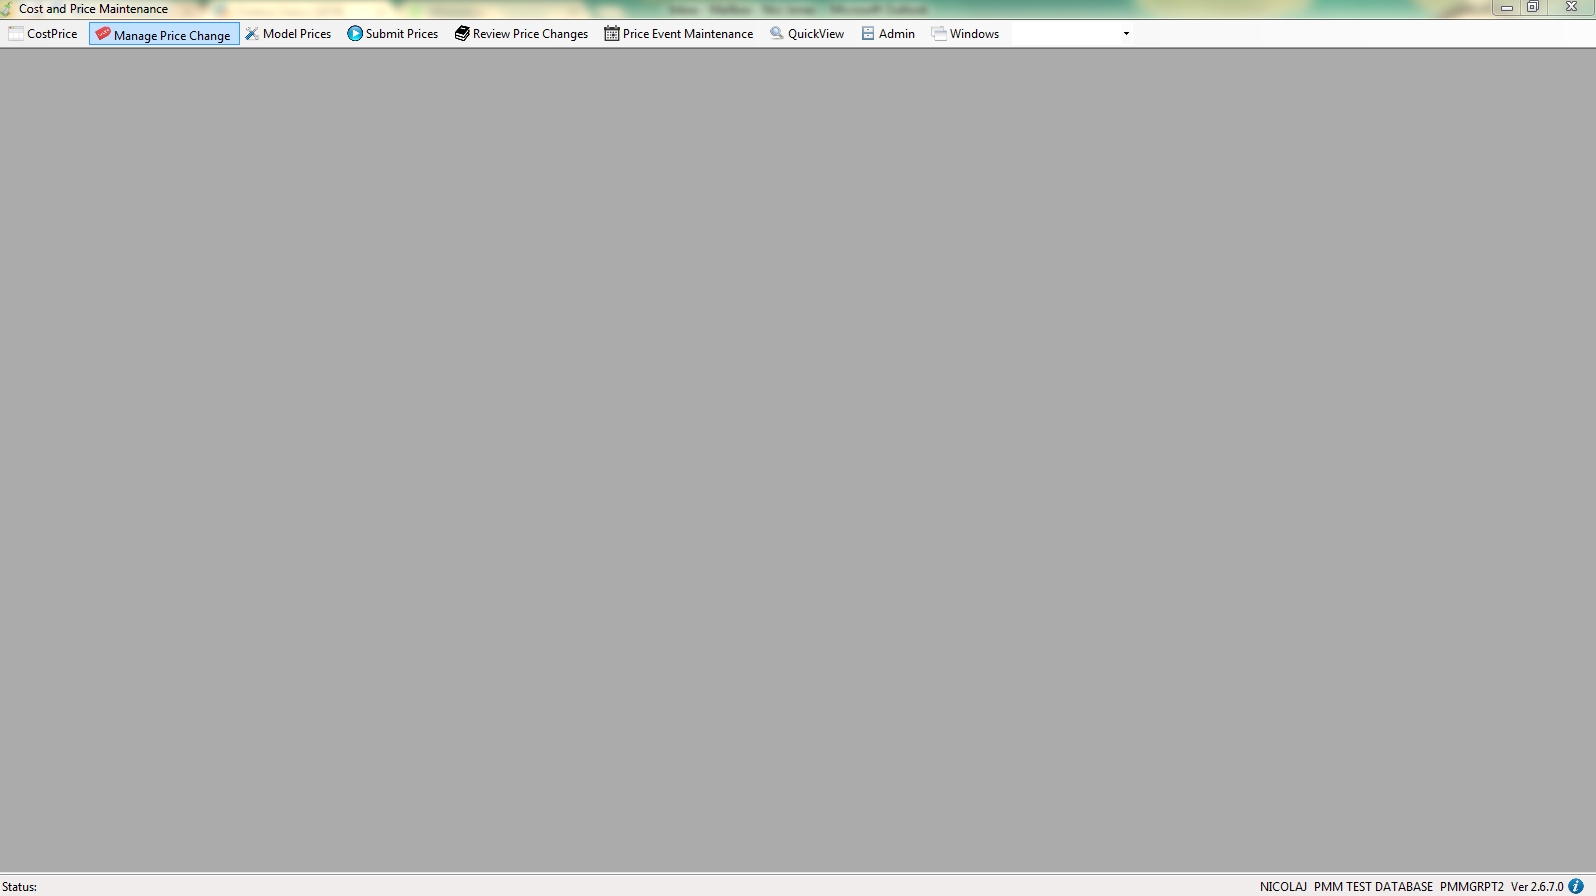 Cost and Price Maintenance
CostPrice Manage Price Change Model Prices Submit Prices Review Price Changes Price Event Maintenance QuickView Admin Windows
Status: NICOLAJ PMM TEST DATABASE PMMGRPT2 Ver 2.6.7.0